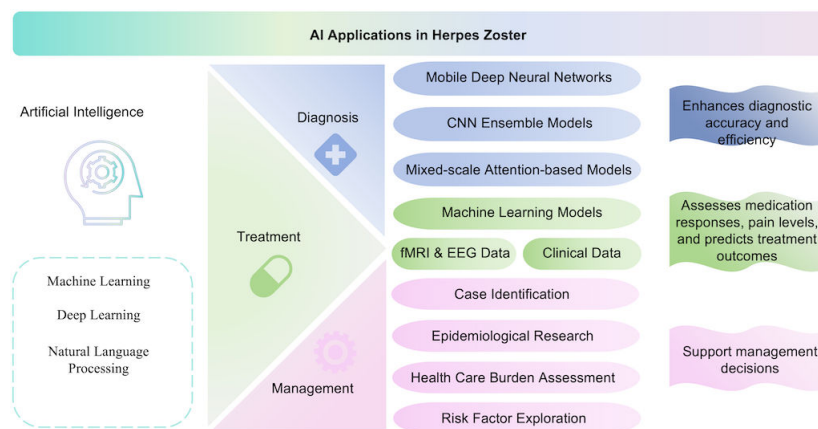 AI Applications in Herpes Zoster
Artificial Intelligence
Machine Learning
Deep Learning
Natural Language
Processing
Diagnosis
Treatment
Management
Mobile Deep Neural Networks
CNN Ensemble Models
Mixed-scale Attention-based Models
Machine Learning Models
fMRI & EEG Data
Clinical Data
Case Identification
Epidemiological Research
Health Care Burden Assessment
Risk Factor Exploration
Enhances diagnostic
accuracy and
efficiency
Assesses medication
responses, pain levels,
and predicts treatment
outcomes
Support management
decisions